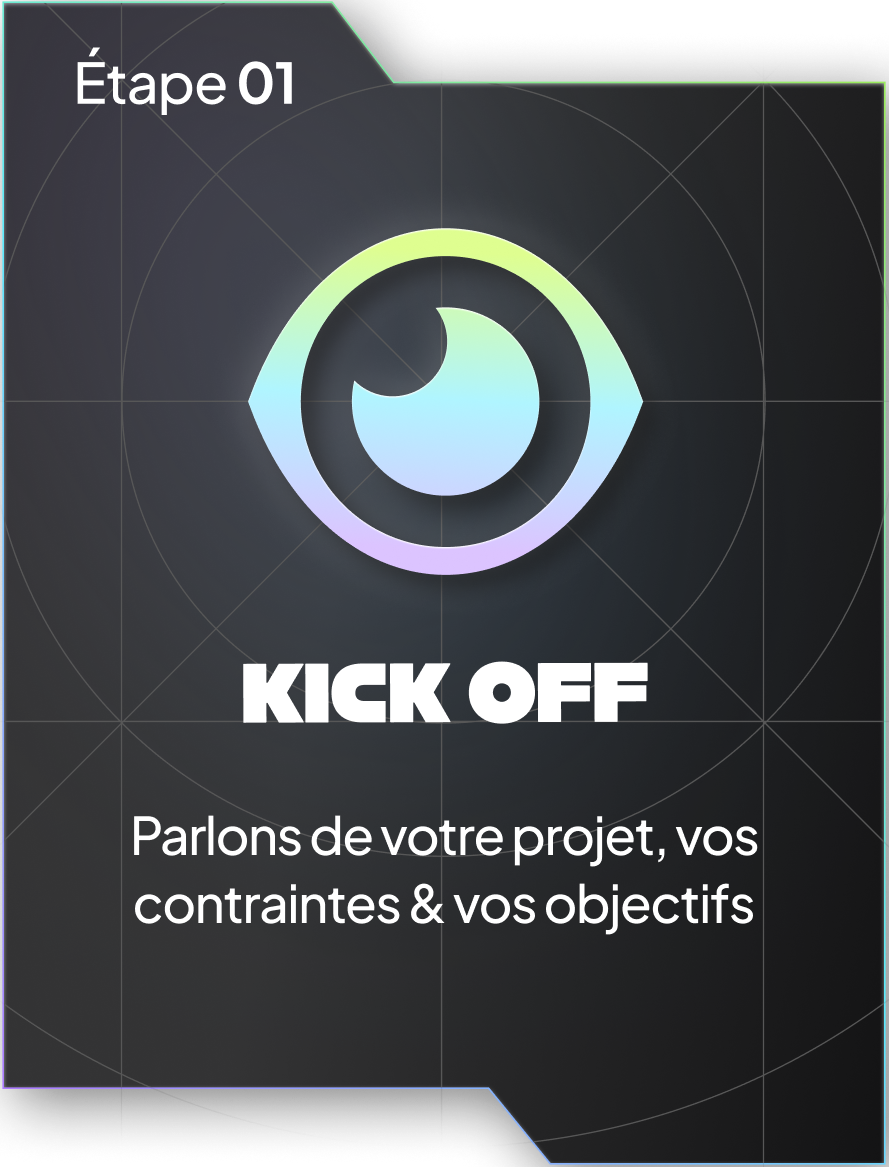 Étape 01
KICK OFF
Parlons de votre projet, vos
contraintes & vos objectifs